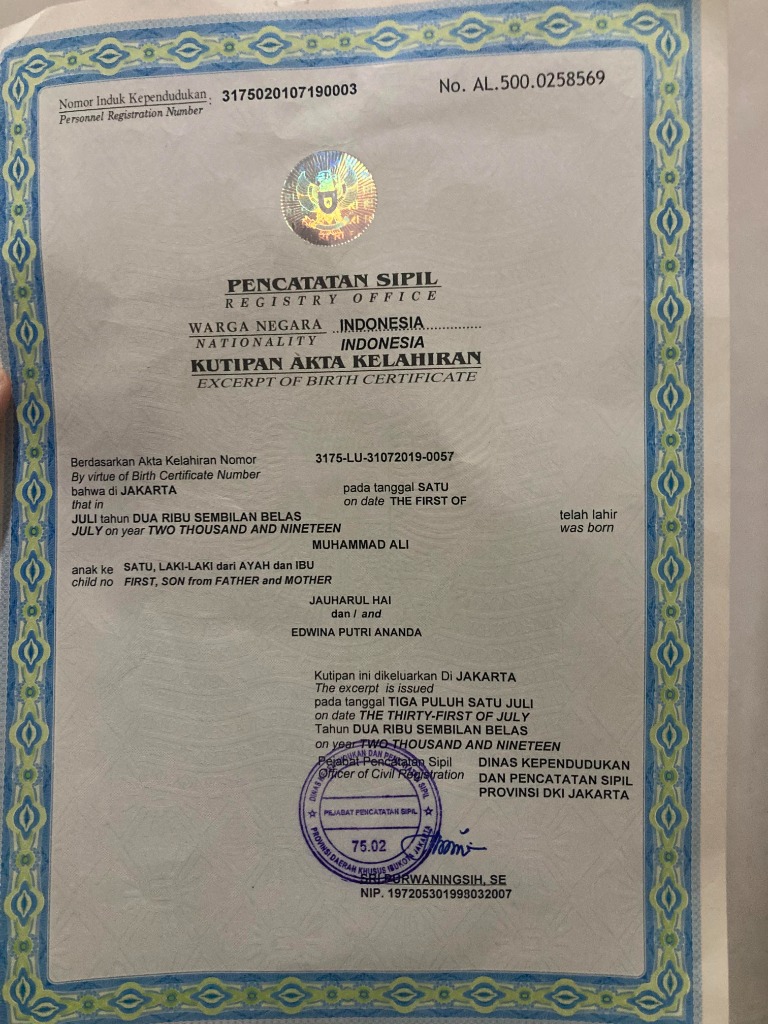 Nomor Induk Kependudukan : 3175020107190003
Personnel Registration Number
No. AL.500.0258569
PENCATATAN SIPIL
REGISTRY OFFICE
WARGA NEGARA INDONESIA
NATIONALITY INDONESIA
KUTIPAN AKTA KELAHIRAN
EXCERPT OF BIRTH CERTIFICATE
Berdasarkan Akta Kelahiran Nomor 3175-LU-31072019-0057
By virtue of Birth Certificate Number
bahwa di JAKARTA pada tanggal SATU
that in on date THE FIRST OF
JULI tahun DUA RIBU SEMBILAN BELAS telah lahir
JULY on year TWO THOUSAND AND NINETEEN was born
MUHAMMAD ALI
anak ke SATU, LAKI-LAKI dari AYAH dan IBU
child no FIRST, SON from FATHER and MOTHER
JAUHARUL HAI
dan / and
EDWINA PUTRI ANANDA
Kutipan ini dikeluarkan Di JAKARTA
The excerpt is issued
pada tanggal TIGA PULUH SATU JULI
on date THE THIRTY-FIRST OF JULY
Tahun DUA RIBU SEMBILAN BELAS
on year TWO THOUSAND AND NINETEEN
Pejabat Pencatatan Sipil DINAS KEPENDUDUKAN
Officer of Civil Registration DAN PENCATATAN SIPIL
PROVINSI DKI JAKARTA
DINAS KEPENDUDUKAN DAN PENCATATAN SIPIL
PEJABAT PENCATATAN SIPIL
75.02
PROVINSI DAERAH KHUSUS IBUKOTA JAKARTA
SRI PURWANINGSIH, SE
NIP. 197205301998032007